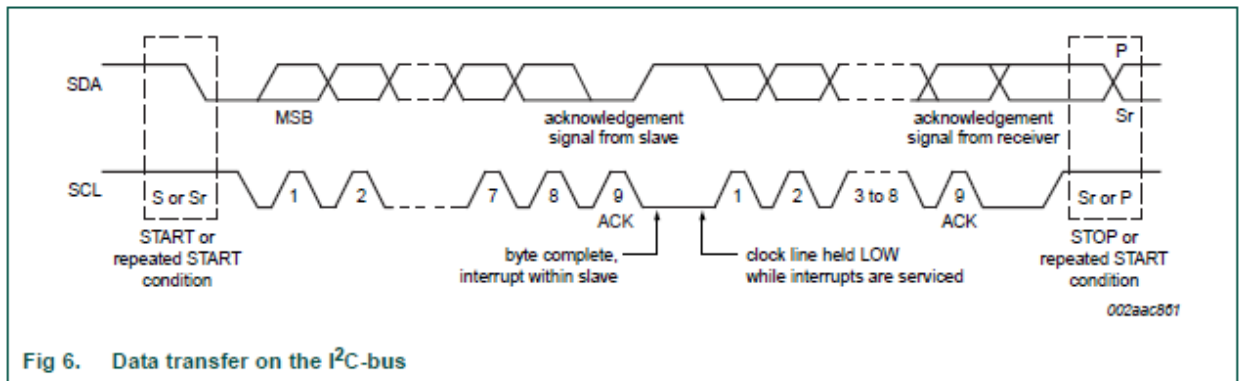 P
SDA
MSB
acknowledgement
signal from slave
acknowledgement
signal from receiver
Sr
SCL
S or Sr
1
2
7
8
9
1
2
3 to 8
9
Sr or P
ACK
ACK
START or
repeated START
condition
byte complete,
interrupt within slave
clock line held LOW
while interrupts are serviced
STOP or
repeated START
condition
002aac861
Fig 6. Data transfer on the I²C-bus